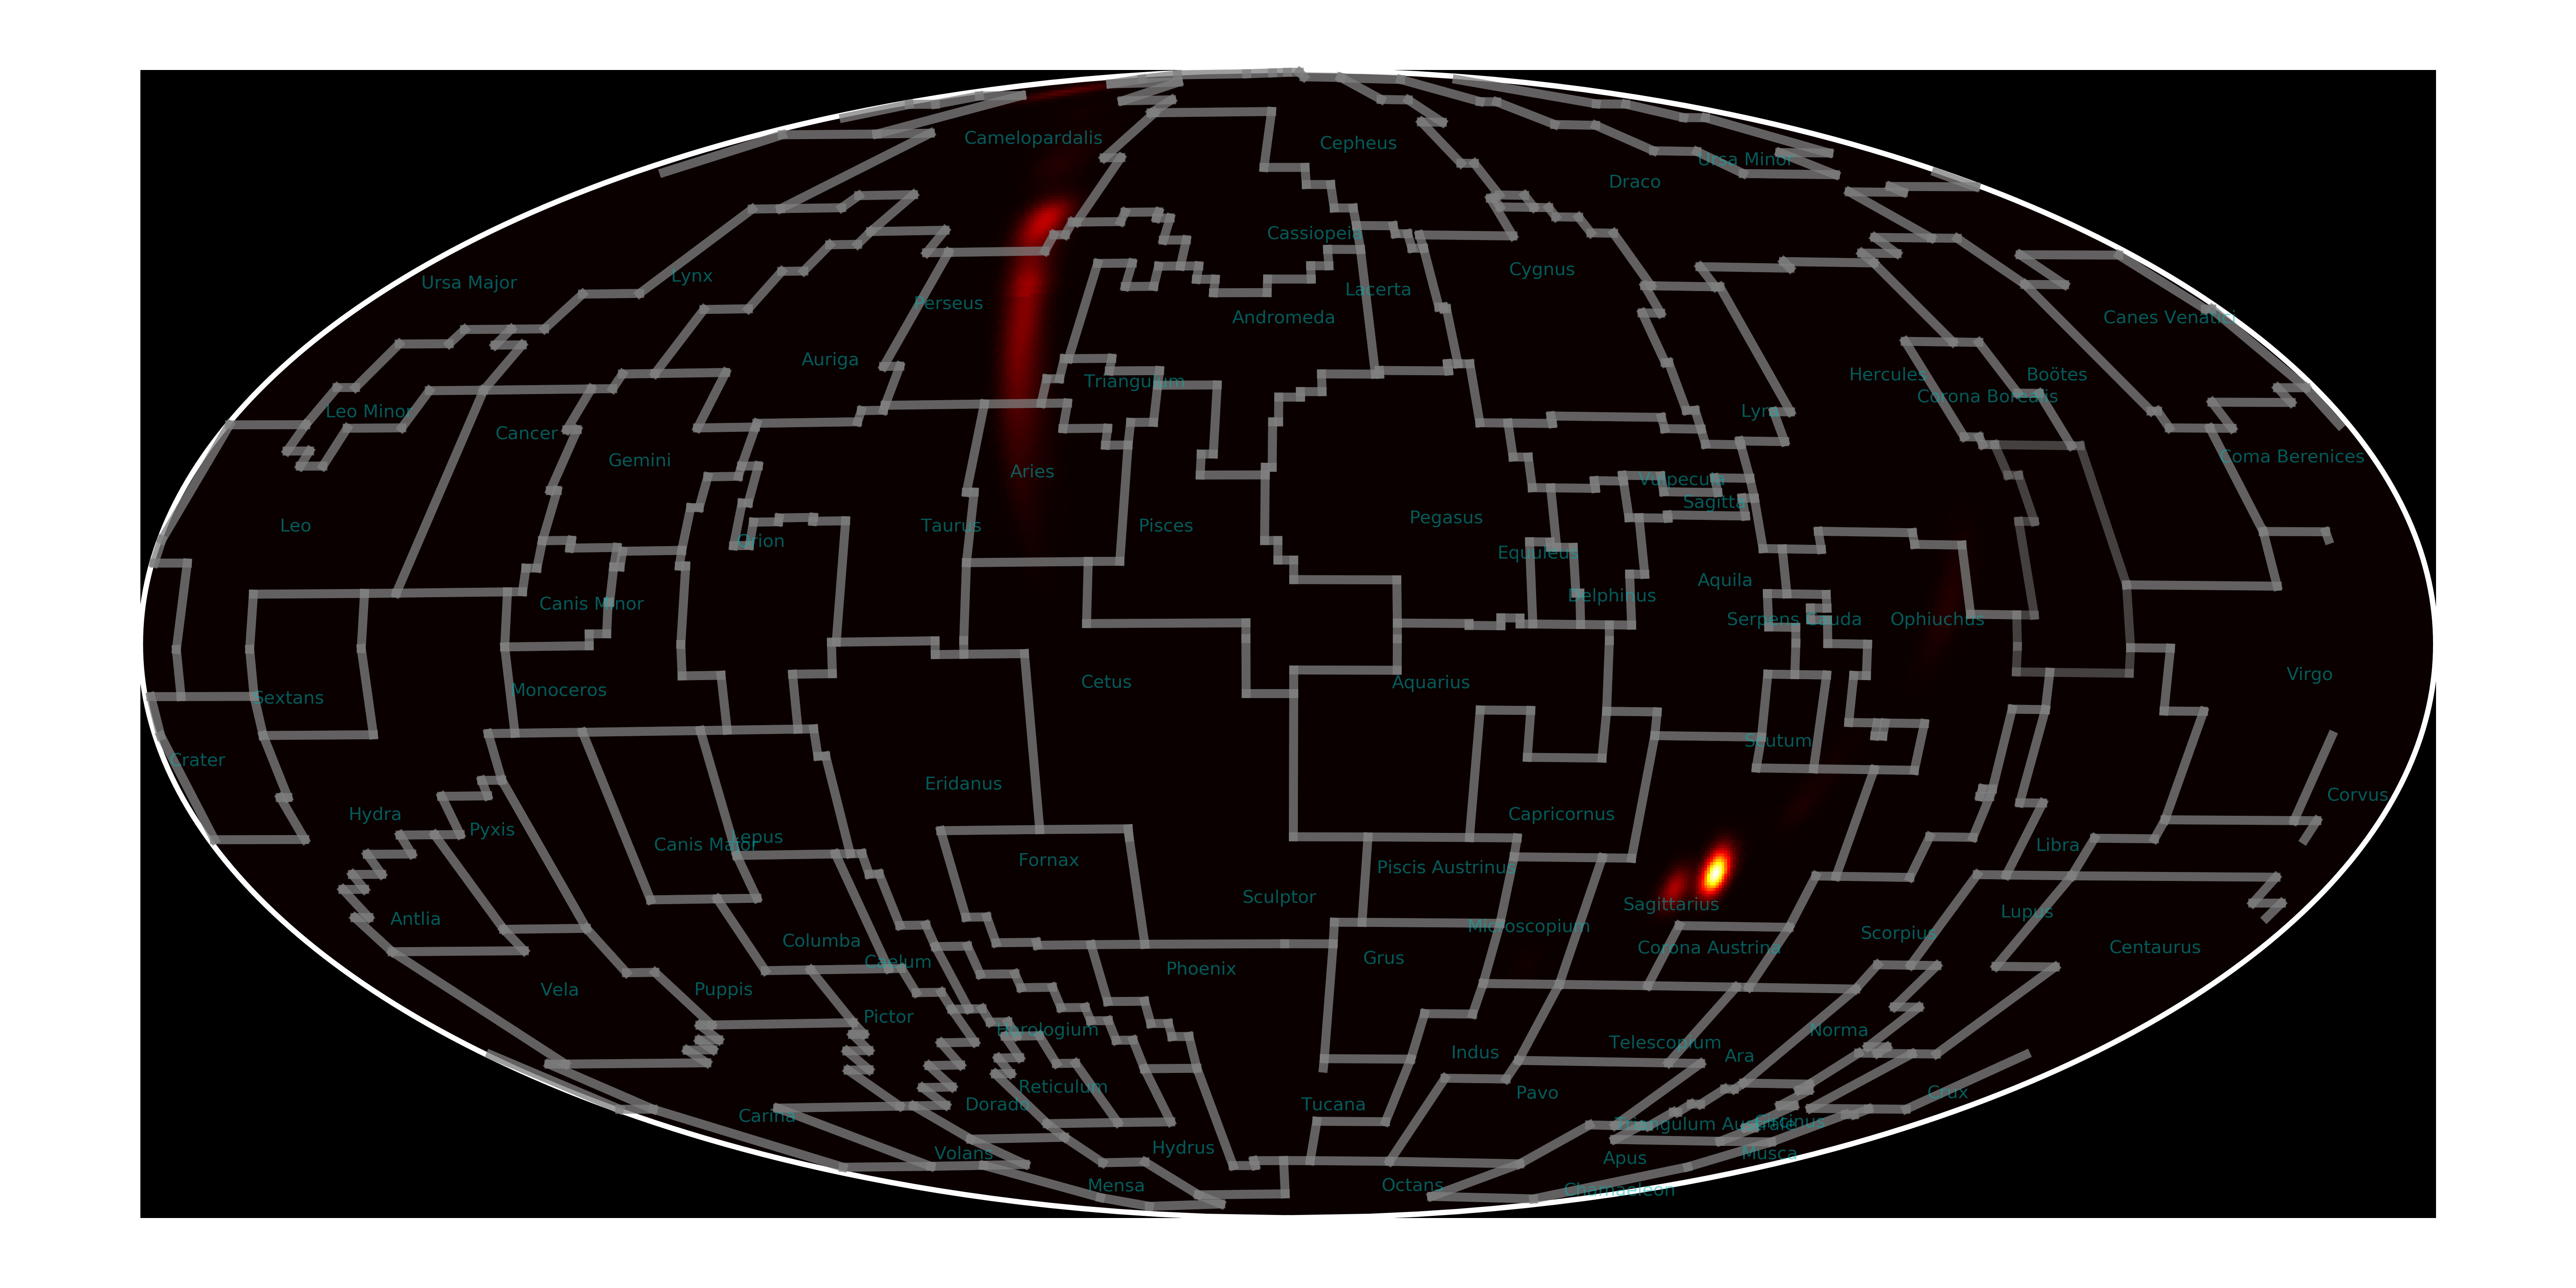 Camelopardalis
Cepheus
Ursa Minor
Draco
Cassiopeia
Cygnus
Lynx
Ursa Major
Lacerta
Perseus
Andromeda
Canes Venatici
Auriga
Triangulum
Hercules
Boötes
Corona Borealis
Leo Minor
Lyra
Cancer
Gemini
Coma Berenices
Aries
Vulpecula
Sagitta
Leo
Taurus
Pisces
Pegasus
Orion
Equuleus
Aquila
Canis Minor
Delphinus
Serpens Cauda
Ophiuchus
Virgo
Sextans
Monoceros
Cetus
Aquarius
Scutum
Crater
Eridanus
Corvus
Hydra
Capricornus
Pyxis
Lepus
Canis Major
Libra
Fornax
Piscis Austrinus
Sculptor
Sagittarius
Antlia
Lupus
Microscopium
Scorpius
Columba
Corona Austrina
Centaurus
Caelum
Grus
Phoenix
Vela
Puppis
Pictor
Horologium
Norma
Telescopium
Indus
Ara
Reticulum
Pavo
Crux
Dorado
Tucana
Carina
Triangulum Australe
Circinus
Hydrus
Volans
Musca
Apus
Mensa
Octans
Chamaeleon